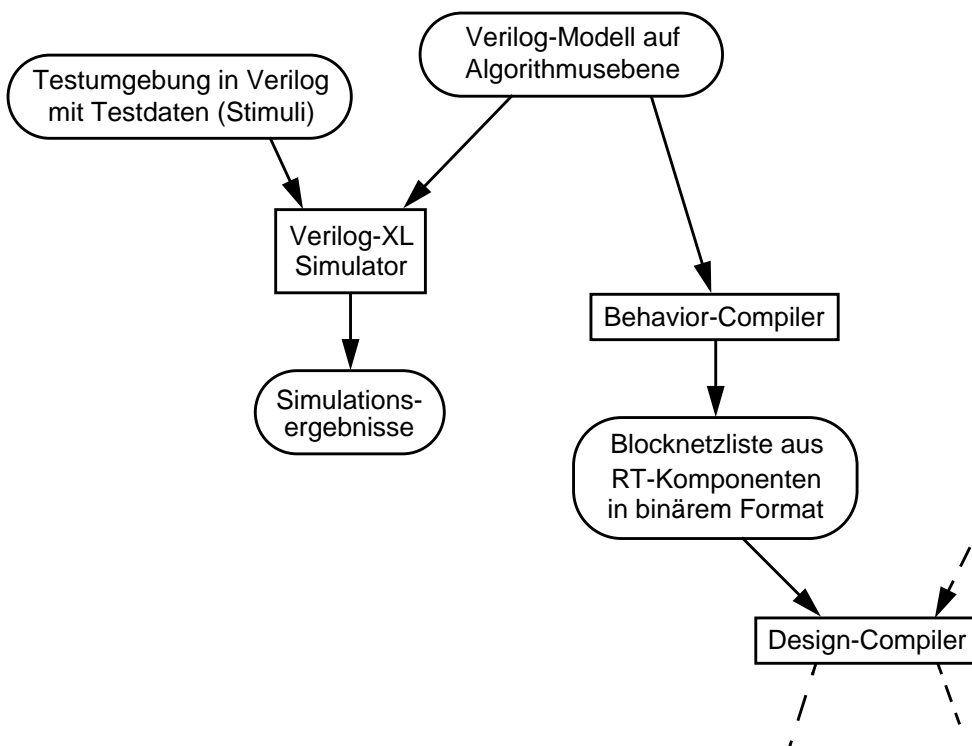 Verilog-Modell auf
Algorithmusebene
Testumgebung in Verilog
mit Testdaten (Stimuli)
Verilog-XL
Simulator
Behavior-Compiler
Simulations-
ergebnisse
Blocknetzliste aus
RT-Komponenten
in binärem Format
Design-Compiler